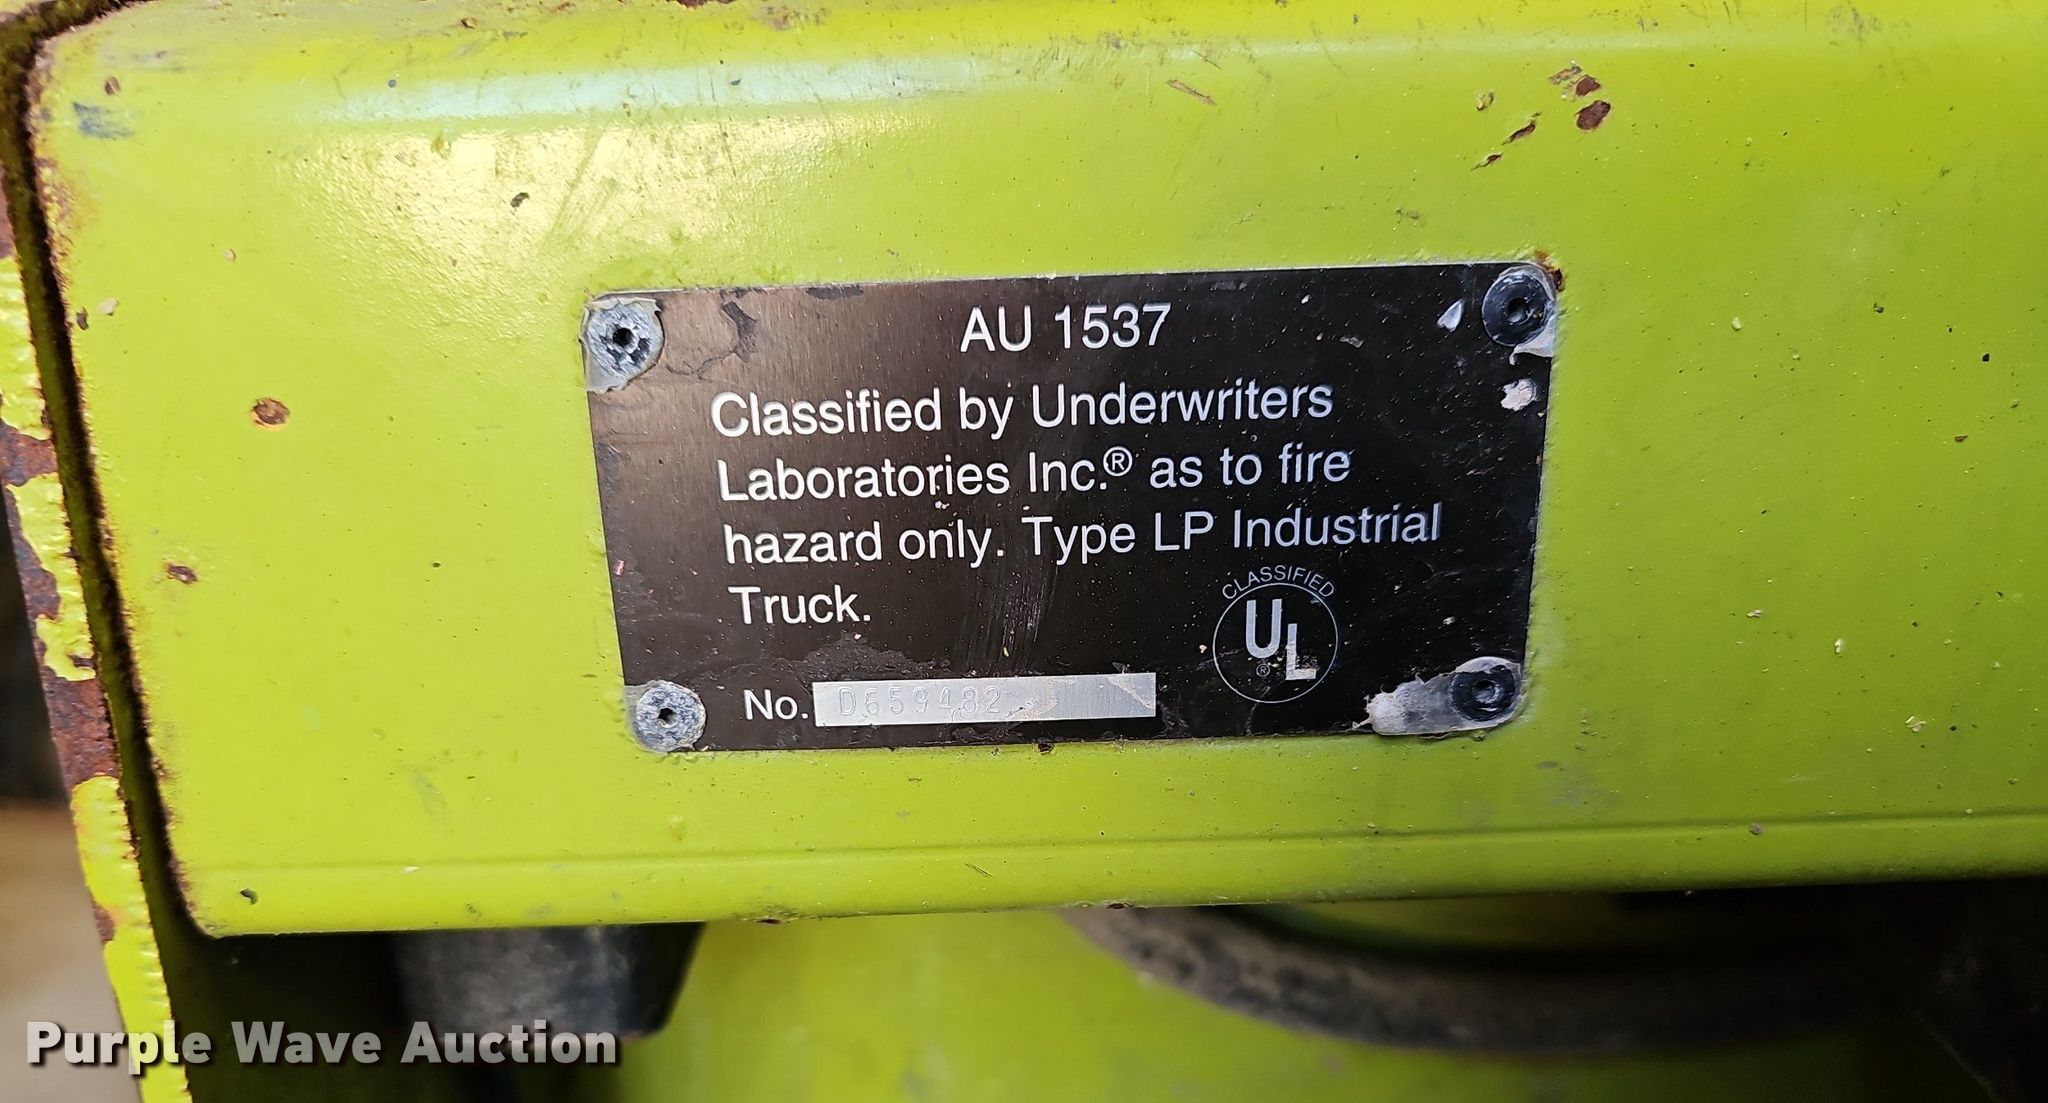 AU 1537
Classified by Underwriters
Laboratories Inc.® as to fire
hazard only. Type LP Industrial
Truck.
CLASSIFIED
UL
®
No. D659482
Purple Wave Auction